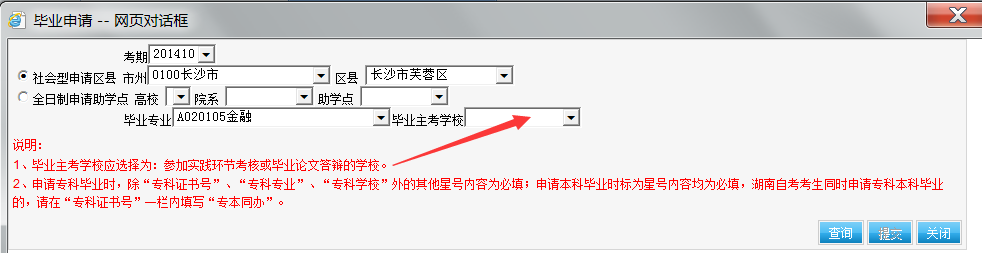 毕业申请 -- 网页对话框
考期 201410
社会型申请区县 市州 0100长沙市 区县 长沙市芙蓉区
全日制申请助学点 高校 院系 助学点
毕业专业 A020105金融 毕业主考学校
说明:
1、毕业主考学校应选择为：参加实践环节考核或毕业论文答辩的学校。
2、申请专科毕业时，除“专科证书号”、“专科专业”、“专科学校”外的其他星号内容为必填；申请本科毕业时标为星号内容均为必填，湖南自考考生同时申请专科本科毕业
的，请在“专科证书号”一栏内填写“专本同办”。
查询 提交 关闭